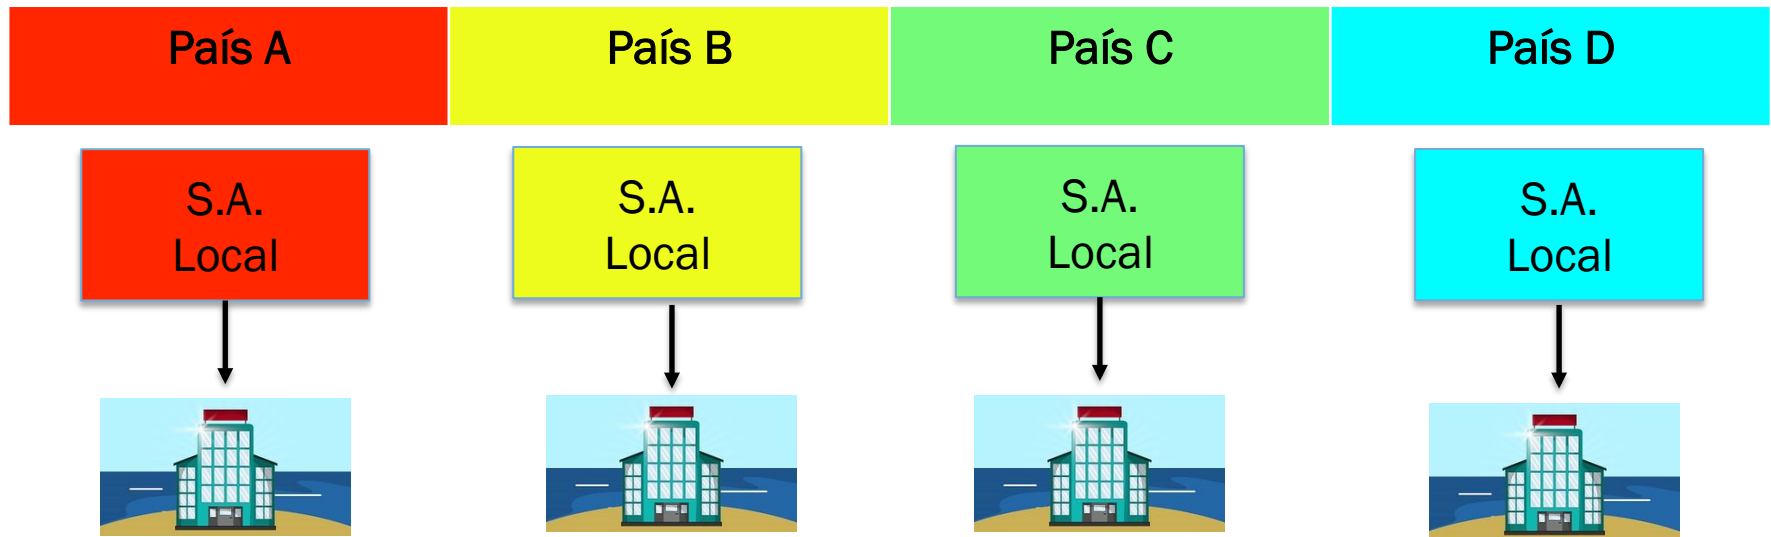 País A
País B
País C
País D
S.A.
Local
S.A.
Local
S.A.
Local
S.A.
Local